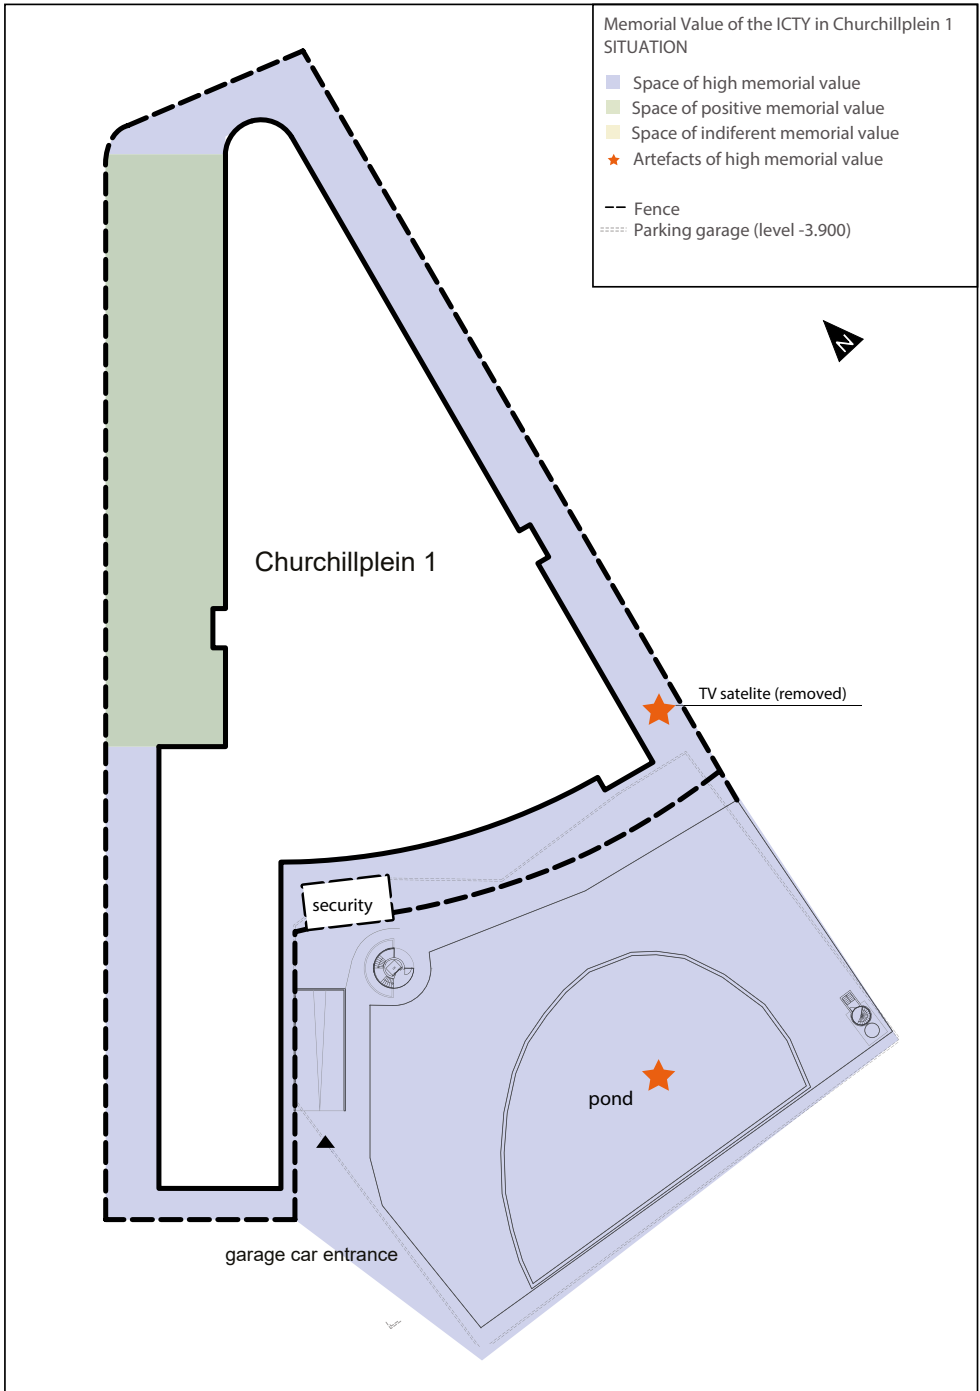 Memorial Value of the ICTY in Churchillplein 1
SITUATION
Space of high memorial value
Space of positive memorial value
Space of indiferent memorial value
Artefacts of high memorial value
Fence
Parking garage (level -3.900)
N
Churchillplein 1
TV satelite (removed)
security
pond
garage car entrance